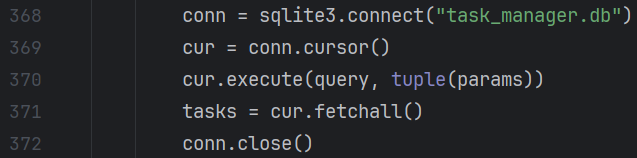 368 conn = sqlite3.connect("task_manager.db")
369 cur = conn.cursor()
370 cur.execute(query, tuple(params))
371 tasks = cur.fetchall()
372 conn.close()